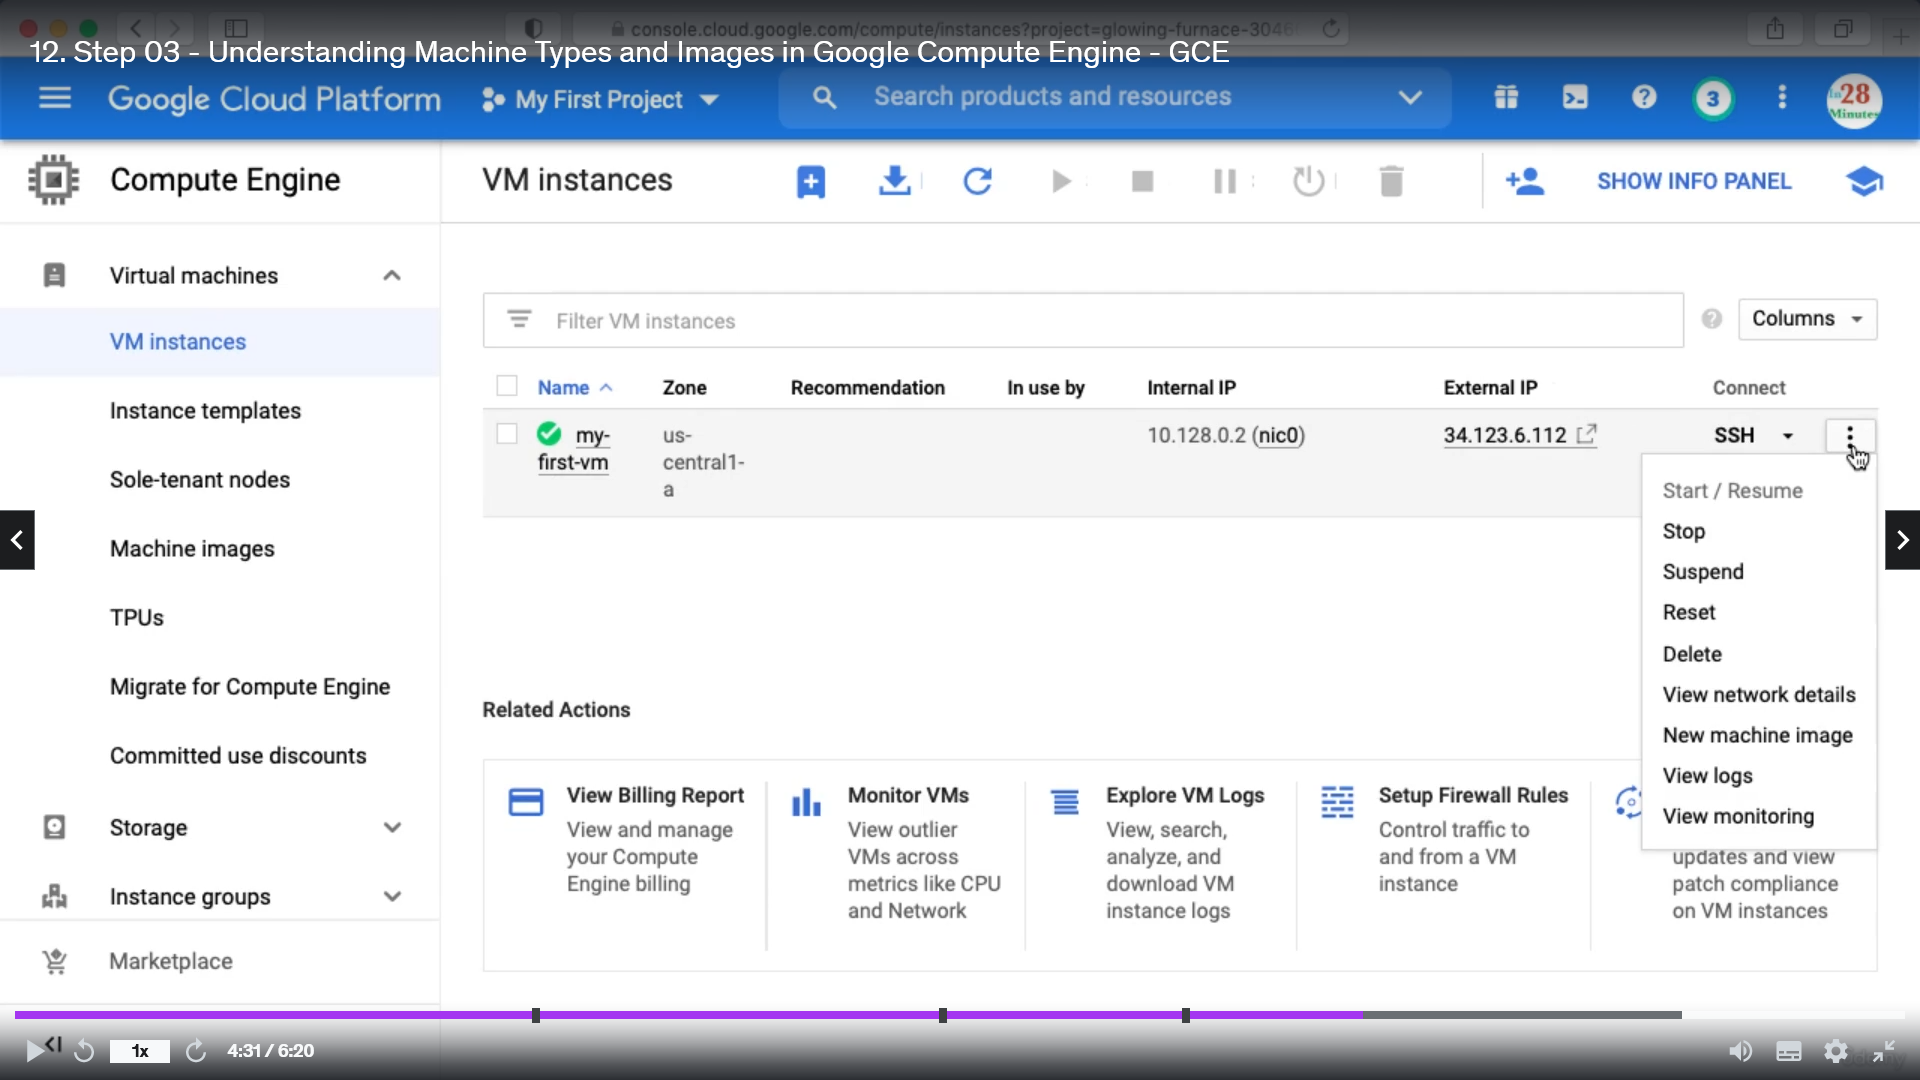 console.cloud.google.com/compute/instances?project=glowing-furnace-3046
12. Step 03 - Understanding Machine Types and Images in Google Compute Engine - GCE
Google Cloud Platform
My First Project
Search products and resources
3
in28
Minutes
Compute Engine
VM instances
SHOW INFO PANEL
Virtual machines
VM instances
Instance templates
Sole-tenant nodes
Machine images
TPUs
Migrate for Compute Engine
Committed use discounts
Storage
Instance groups
Marketplace
Filter VM instances
Columns
Name Zone Recommendation In use by Internal IP External IP Connect
my- us- 10.128.0.2 (nic0) 34.123.6.112 SSH
first-vm central1-
a
Start / Resume
Stop
Suspend
Reset
Delete
View network details
New machine image
View logs
View monitoring
Related Actions
View Billing Report
View and manage
your Compute
Engine billing
Monitor VMs
View outlier
VMs across
metrics like CPU
and Network
Explore VM Logs
View, search,
analyze, and
download VM
instance logs
Setup Firewall Rules
Control traffic to
and from a VM
instance
updates and view
patch compliance
on VM instances
1x
4:31 / 6:20